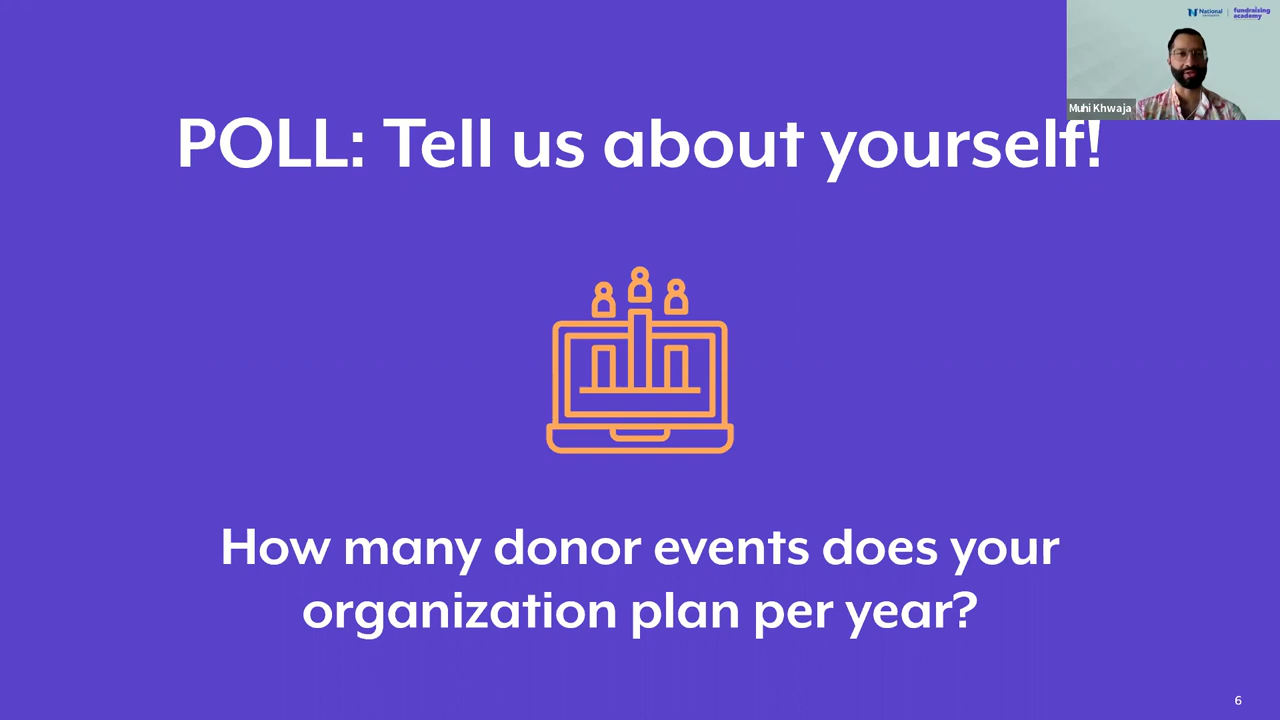 National
UNIVERSITY
fundraising
academy
Muhi Khwaja
POLL: Tell us about yourself!
How many donor events does your
organization plan per year?
6